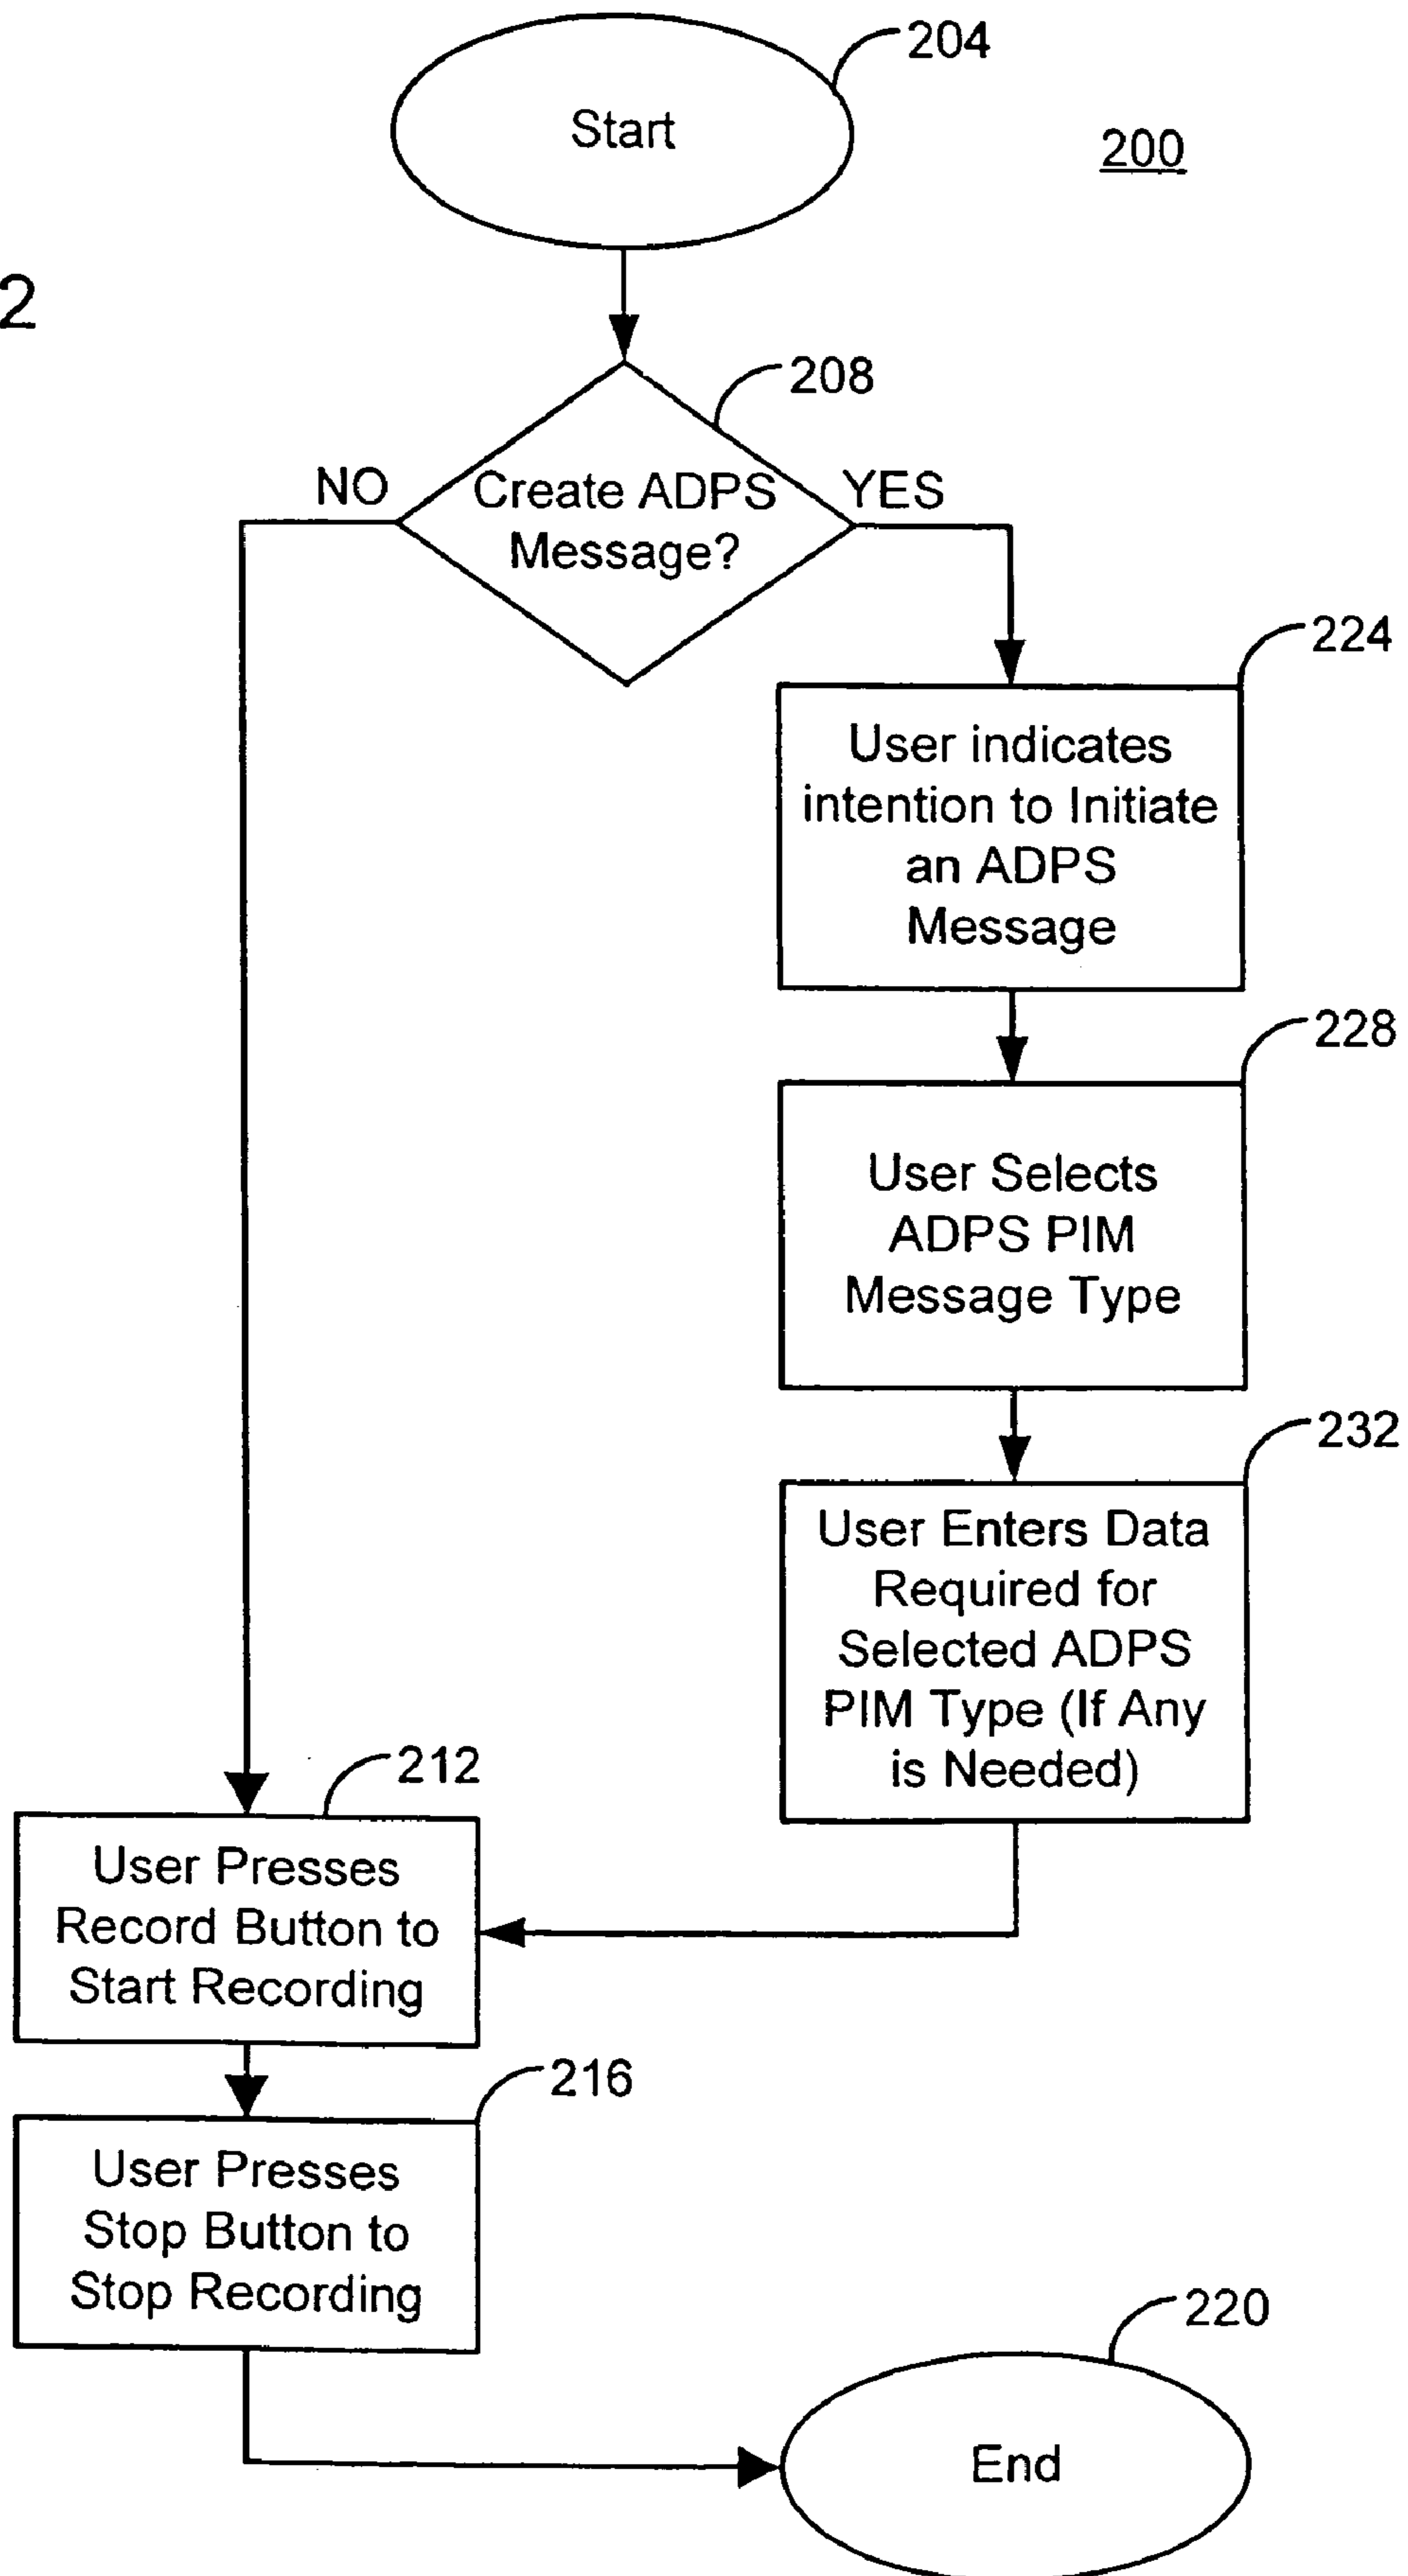 204
Start
200
2
208
NO
Create ADPS
Message?
YES
224
User indicates
intention to Initiate
an ADPS
Message
228
User Selects
ADPS PIM
Message Type
232
User Enters Data
Required for
Selected ADPS
PIM Type (If Any
is Needed)
212
User Presses
Record Button to
Start Recording
216
User Presses
Stop Button to
Stop Recording
220
End